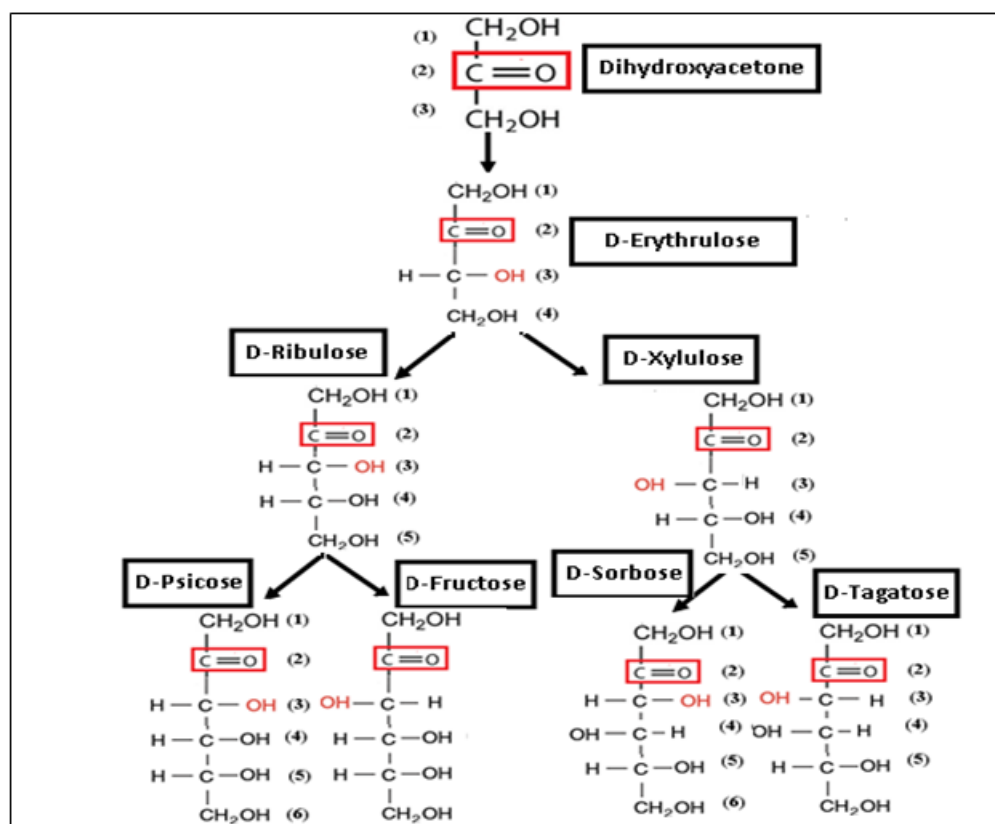 (1) CH₂OH
(2) C=O Dihydroxyacetone
(3) CH₂OH
CH₂OH (1)
C=O (2) D-Erythrulose
H—C—OH (3)
CH₂OH (4)
D-Ribulose
CH₂OH (1)
C=O (2)
H—C—OH (3)
H—C—OH (4)
CH₂OH (5)
D-Xylulose
CH₂OH (1)
C=O (2)
OH—C—H (3)
H—C—OH (4)
CH₂OH (5)
D-Psicose
CH₂OH (1)
C=O (2)
H—C—OH (3)
H—C—OH (4)
H—C—OH (5)
CH₂OH (6)
D-Fructose
CH₂OH
C=O
OH—C—H
H—C—OH
H—C—OH
CH₂OH
D-Sorbose
CH₂OH (1)
C=O (2)
H—C—OH (3)
OH—C—H (4)
H—C—OH (5)
CH₂OH (6)
D-Tagatose
CH₂OH (1)
C=O (2)
OH—C—H (3)
OH—C—H (4)
H—C—OH (5)
CH₂OH